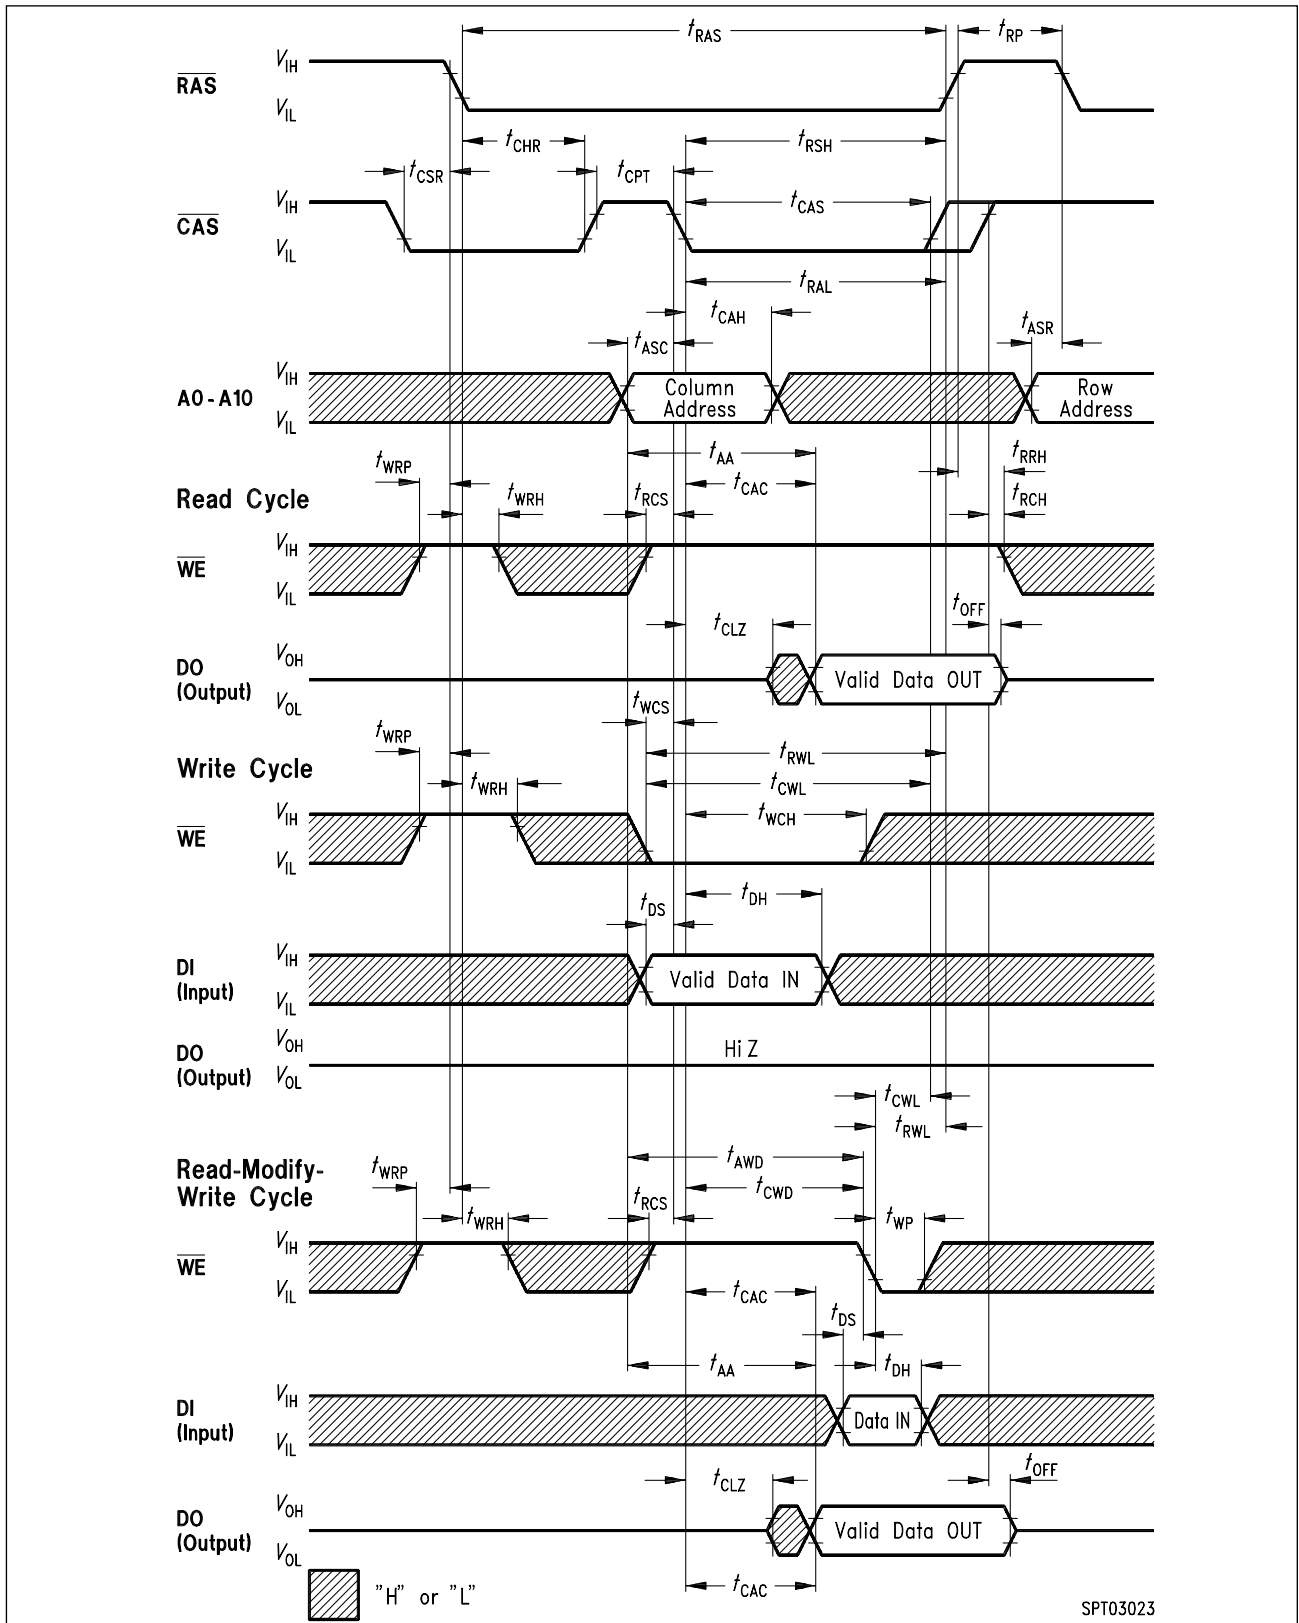 tRAS
tRP
RAS
VIH
VIL
tCHR
tRSH
tCSR
tCPT
CAS
VIH
VIL
tCAS
tRAL
tCAH
tASC
tASR
A0-A10
VIH
VIL
Column
Address
Row
Address
tAA
tWRP
tRRH
Read Cycle
tWRH
tRCS
tCAC
tRCH
WE
VIH
VIL
tCLZ
tOFF
DO
(Output)
VOH
VOL
Valid Data OUT
tWCS
tWRP
tRWL
Write Cycle
tWRH
tCWL
tWCH
WE
VIH
VIL
tDH
tDS
DI
(Input)
VIH
VIL
Valid Data IN
DO
(Output)
VOH
VOL
Hi Z
tCWL
tRWL
tAWD
Read-Modify-
Write Cycle
tWRP
tCWD
tWRH
tRCS
tWP
WE
VIH
VIL
tCAC
tDS
tAA
tDH
DI
(Input)
VIH
VIL
Data IN
tCLZ
tOFF
DO
(Output)
VOH
VOL
Valid Data OUT
tCAC
"H" or "L"
SPT03023